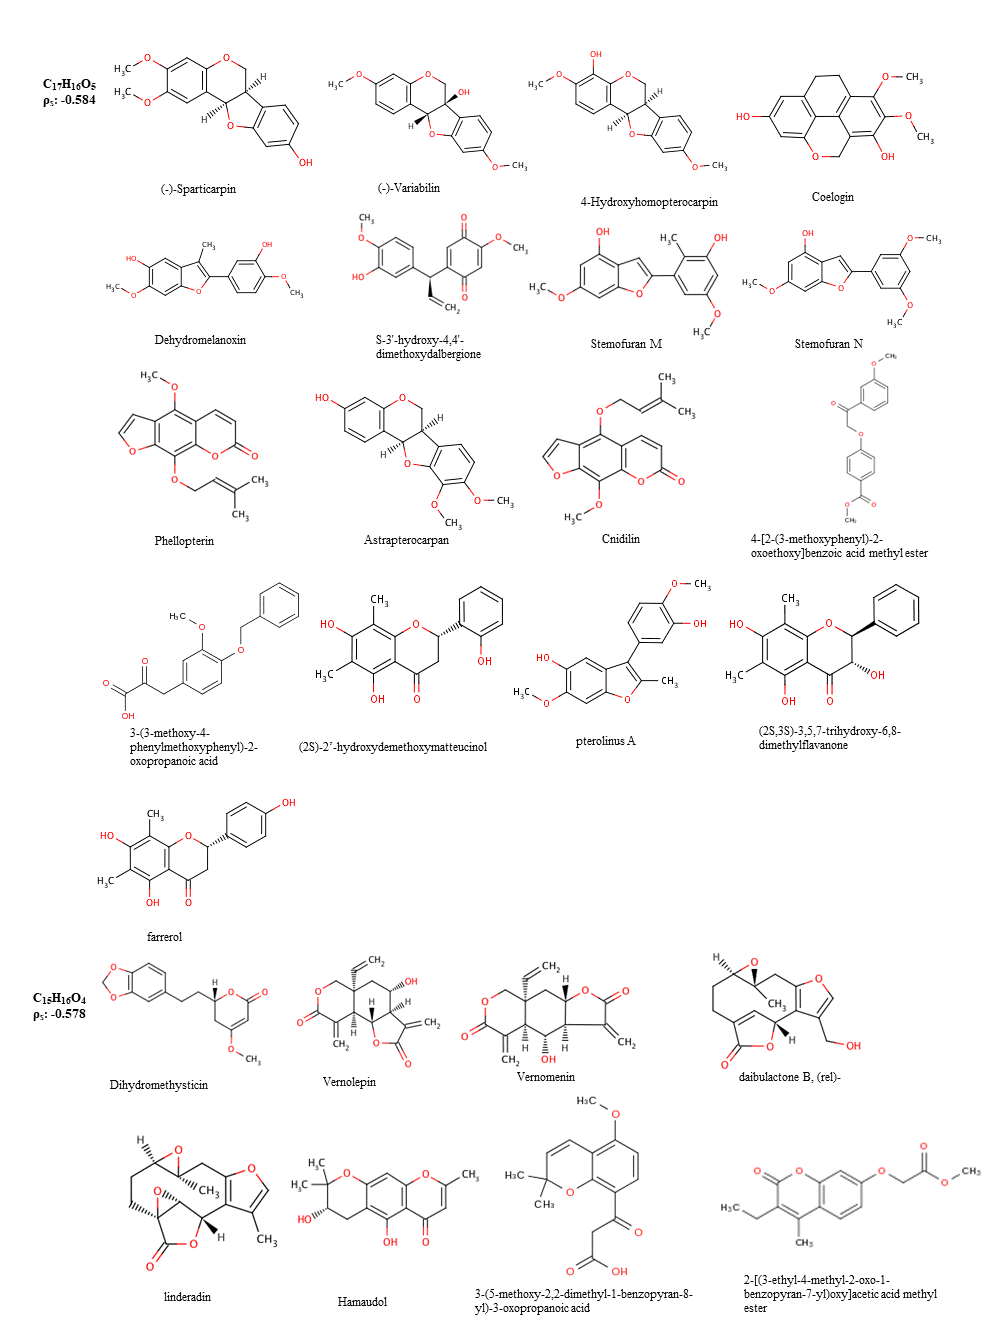 C17H16O5
ρs: -0.584
(-)-Sparticarpin
(-)-Variabilin
4-Hydroxyhomopterocarpin
Coelogin
Dehydromelanoxin
S-3'-hydroxy-4,4'-
dimethoxydalbergione
Stemofuran M
Stemofuran N
Phellopterin
Astrapterocarpan
Cnidilin
4-[2-(3-methoxyphenyl)-2-
oxoethoxy]benzoic acid methyl ester
3-(3-methoxy-4-
phenylmethoxyphenyl)-2-
oxopropanoic acid
(2S)-2’-hydroxydemethoxymatteucinol
pterolinus A
(2S,3S)-3,5,7-trihydroxy-6,8-
dimethylflavanone
farrerol
C15H16O4
ρs: -0.578
Dihydromethysticin
Vernolepin
Vernomenin
daibulactone B, (rel)-
linderadin
Hamaudol
3-(5-methoxy-2,2-dimethyl-1-benzopyran-8-
yl)-3-oxopropanoic acid
2-[(3-ethyl-4-methyl-2-oxo-1-
benzopyran-7-yl)oxy]acetic acid methyl
ester